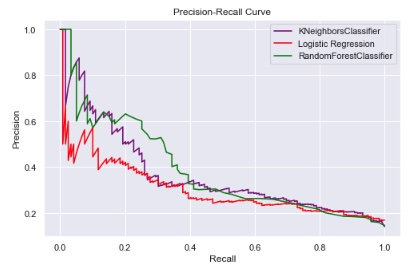 Precision-Recall Curve
KNeighborsClassifier
Logistic Regression
RandomForestClassifier
1.0
0.8
0.6
0.4
0.2
Precision
0.0
0.2
0.4
0.6
0.8
1.0
Recall